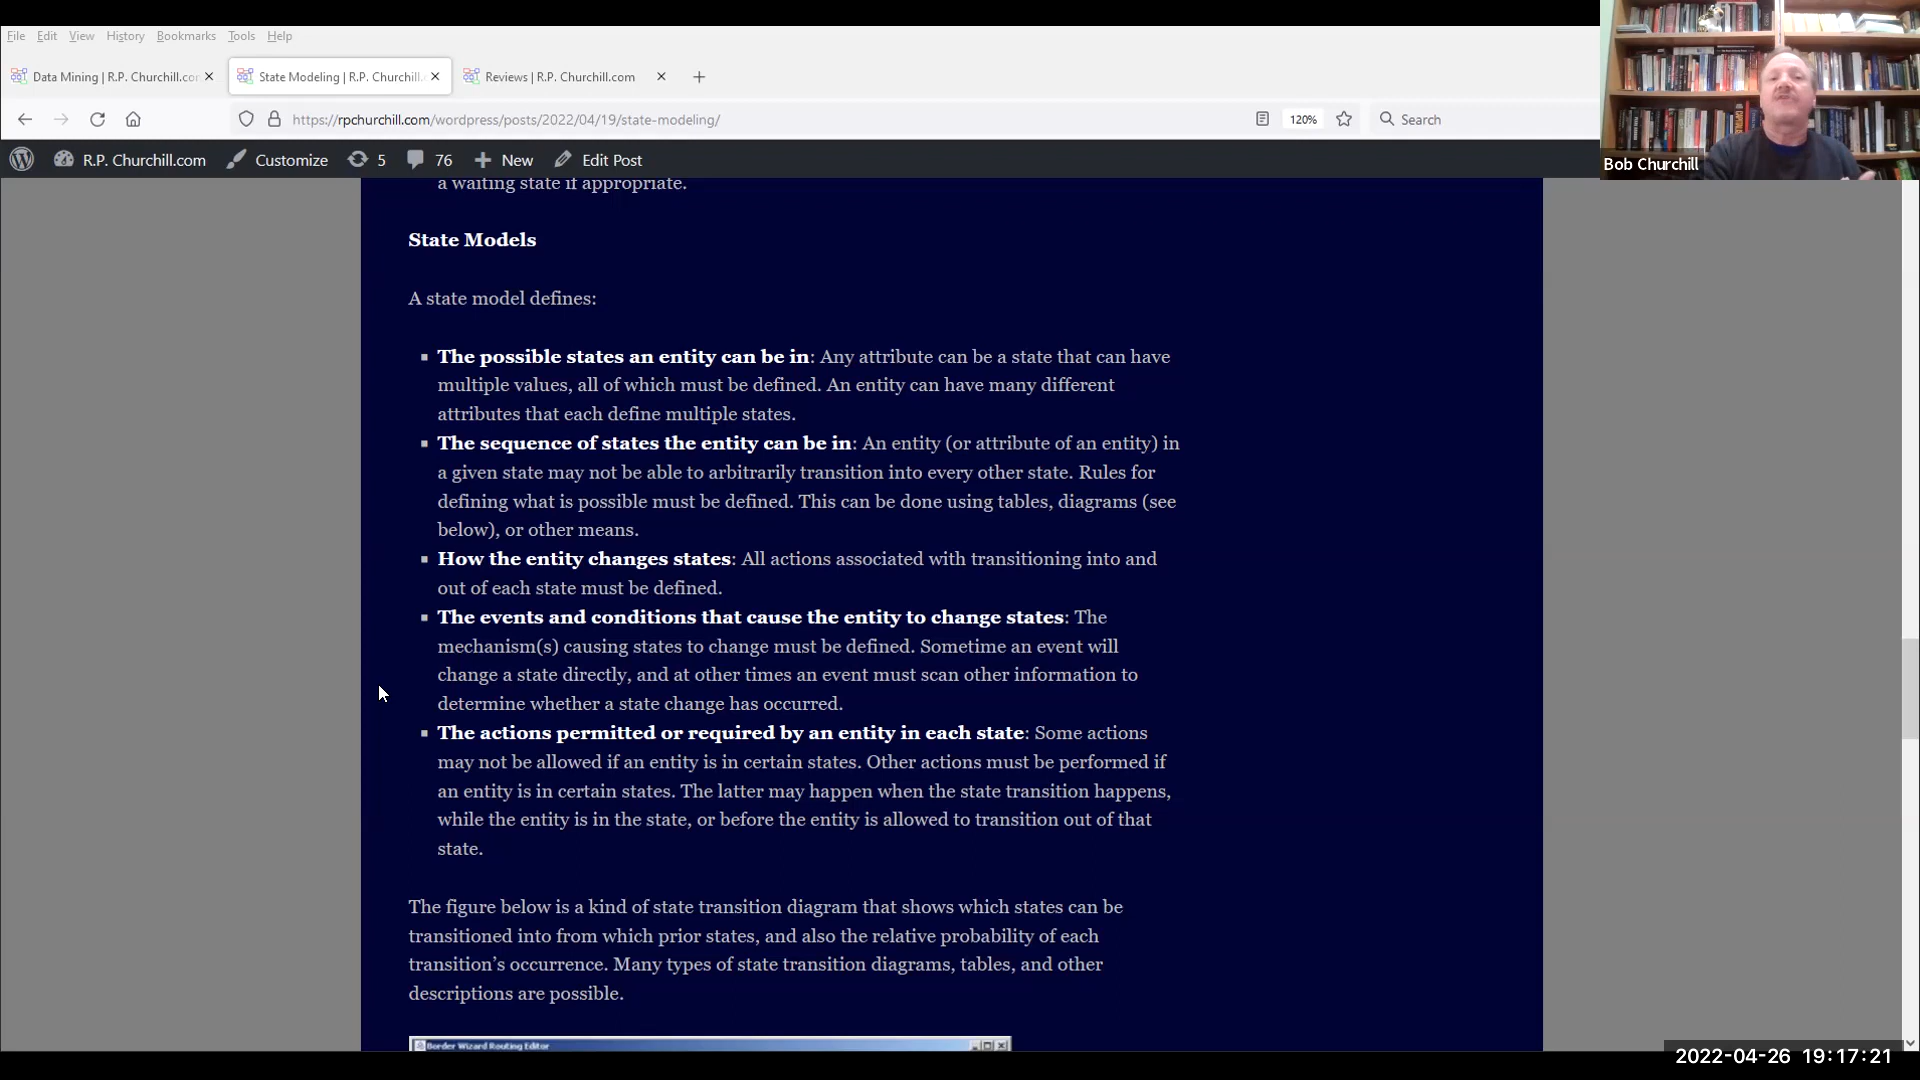 File Edit View History Bookmarks Tools Help
Data Mining | R.P. Churchill.co
State Modeling | R.P. Churchill.
Reviews | R.P. Churchill.com
https://rpchurchill.com/wordpress/posts/2022/04/19/state-modeling/
120%
Search
R.P. Churchill.com Customize 5 76 New Edit Post
Bob Churchill
a waiting state if appropriate.
State Models
A state model defines:
The possible states an entity can be in: Any attribute can be a state that can have
multiple values, all of which must be defined. An entity can have many different
attributes that each define multiple states.
The sequence of states the entity can be in: An entity (or attribute of an entity) in
a given state may not be able to arbitrarily transition into every other state. Rules for
defining what is possible must be defined. This can be done using tables, diagrams (see
below), or other means.
How the entity changes states: All actions associated with transitioning into and
out of each state must be defined.
The events and conditions that cause the entity to change states: The
mechanism(s) causing states to change must be defined. Sometime an event will
change a state directly, and at other times an event must scan other information to
determine whether a state change has occurred.
The actions permitted or required by an entity in each state: Some actions
may not be allowed if an entity is in certain states. Other actions must be performed if
an entity is in certain states. The latter may happen when the state transition happens,
while the entity is in the state, or before the entity is allowed to transition out of that
state.
The figure below is a kind of state transition diagram that shows which states can be
transitioned into from which prior states, and also the relative probability of each
transition's occurrence. Many types of state transition diagrams, tables, and other
descriptions are possible.
Border Wizard Routing Editor
2022-04-26 19:17:21